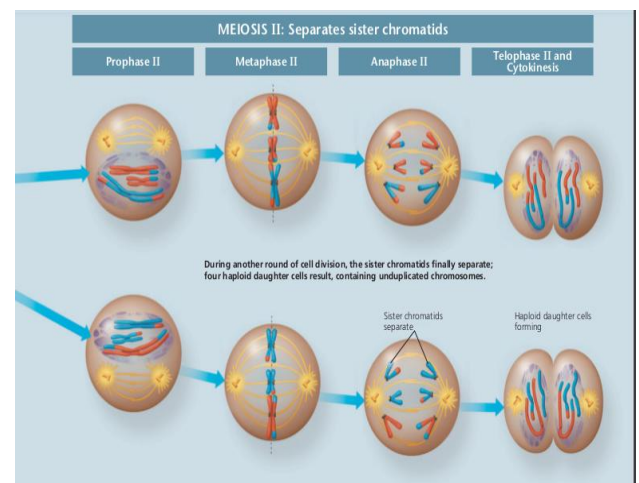 MEIOSIS II: Separates sister chromatids
Prophase II
Metaphase II
Anaphase II
Telophase II and
Cytokinesis
During another round of cell division, the sister chromatids finally separate;
four haploid daughter cells result, containing unduplicated chromosomes.
Sister chromatids
separate
Haploid daughter cells
forming